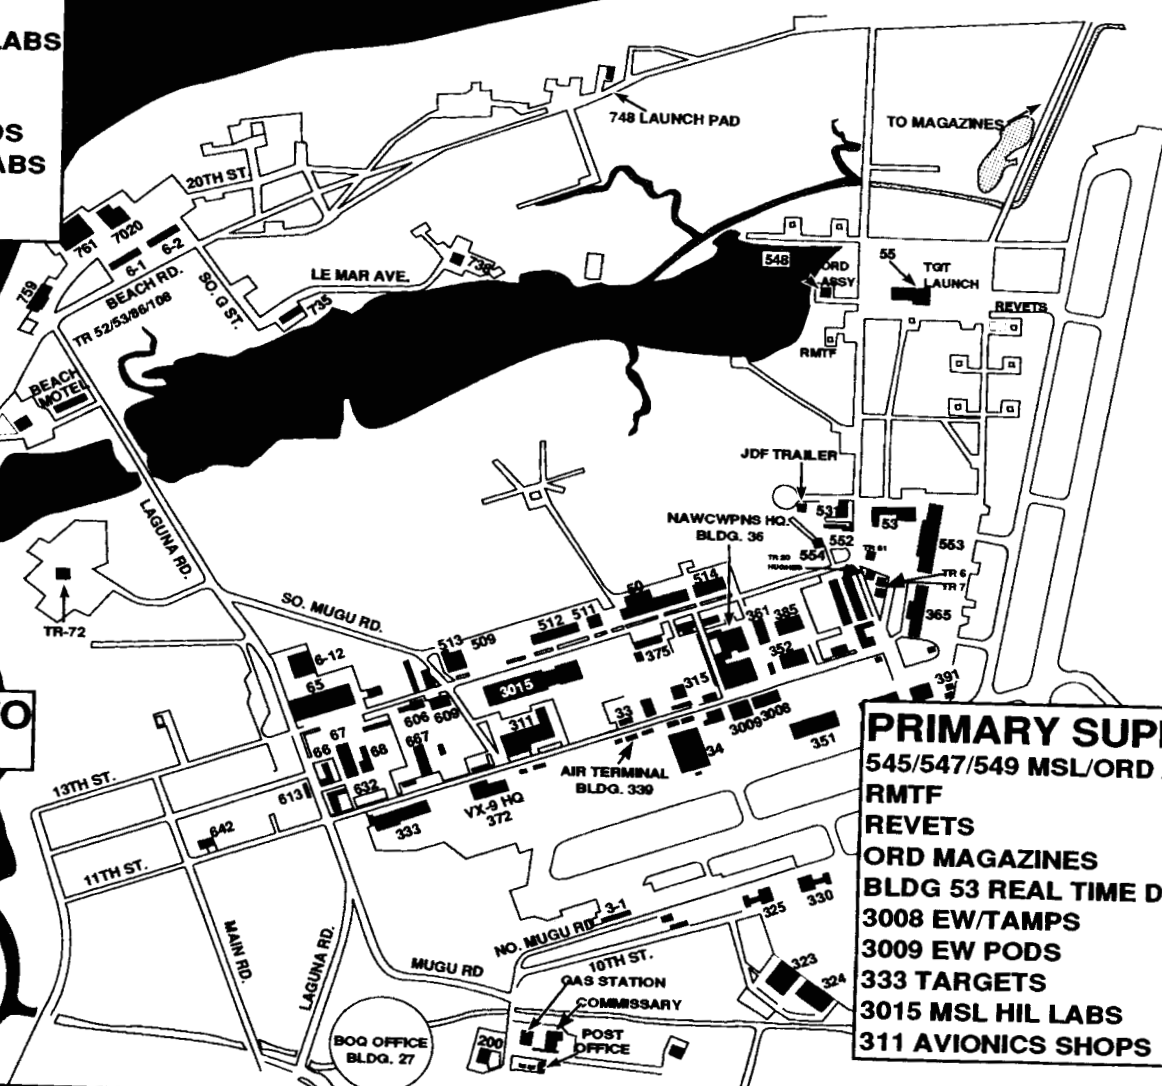 LABS
DS
ABS
748 LAUNCH PAD
TO MAGAZINES
20TH ST.
761
7020
6-1
6-2
759
BEACH RD.
SO. G ST.
TR 52/53/86/108
LE MAR AVE.
738
735
548
ORD
ASSY
55
TGT
LAUNCH
REVETS
RMTF
BEACH
MOTEL
JDF TRAILER
LAGUNA RD.
NAWCWPNS HQ.
BLDG. 36
531
53
552
553
554
TR 81
TR 20
HUGHES
TR 6
TR 7
365
TR-72
SO. MUGU RD.
50
514
513
509
512
511
361
385
375
352
6-12
65
3015
606
609
315
391
33
311
3009
3008
66
67
68
667
34
351
13TH ST.
613
632
AIR TERMINAL
BLDG. 339
VX-9 HQ
372
333
642
11TH ST.
O
MAIN RD.
LAGUNA RD.
MUGU RD
3-1
NO. MUGU RD
10TH ST.
325
330
323
324
GAS STATION
COMMISSARY
POST
OFFICE
200
BOQ OFFICE
BLDG. 27
PRIMARY SUP
545/547/549 MSL/ORD
RMTF
REVETS
ORD MAGAZINES
BLDG 53 REAL TIME D
3008 EW/TAMPS
3009 EW PODS
333 TARGETS
3015 MSL HIL LABS
311 AVIONICS SHOPS